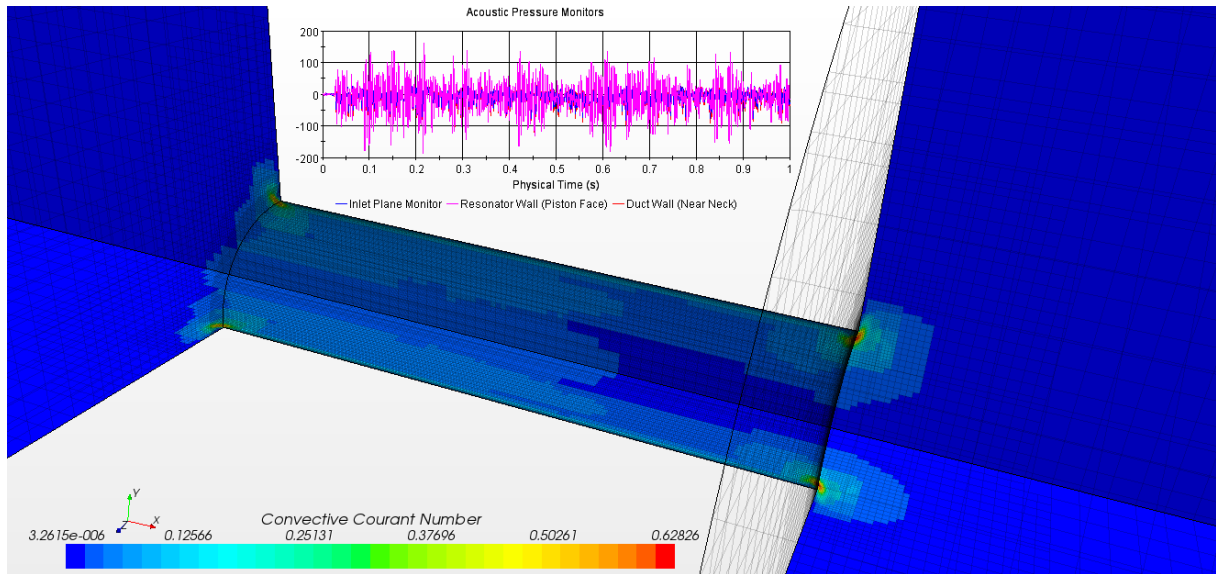 Acoustic Pressure Monitors
200
100
0
-100
-200
0 0.1 0.2 0.3 0.4 0.5 0.6 0.7 0.8 0.9 1
Physical Time (s)
Inlet Plane Monitor Resonator Wall (Piston Face) Duct Wall (Near Neck)
Y
Z X
Convective Courant Number
3.2615e-006 0.12566 0.25131 0.37696 0.50261 0.62826